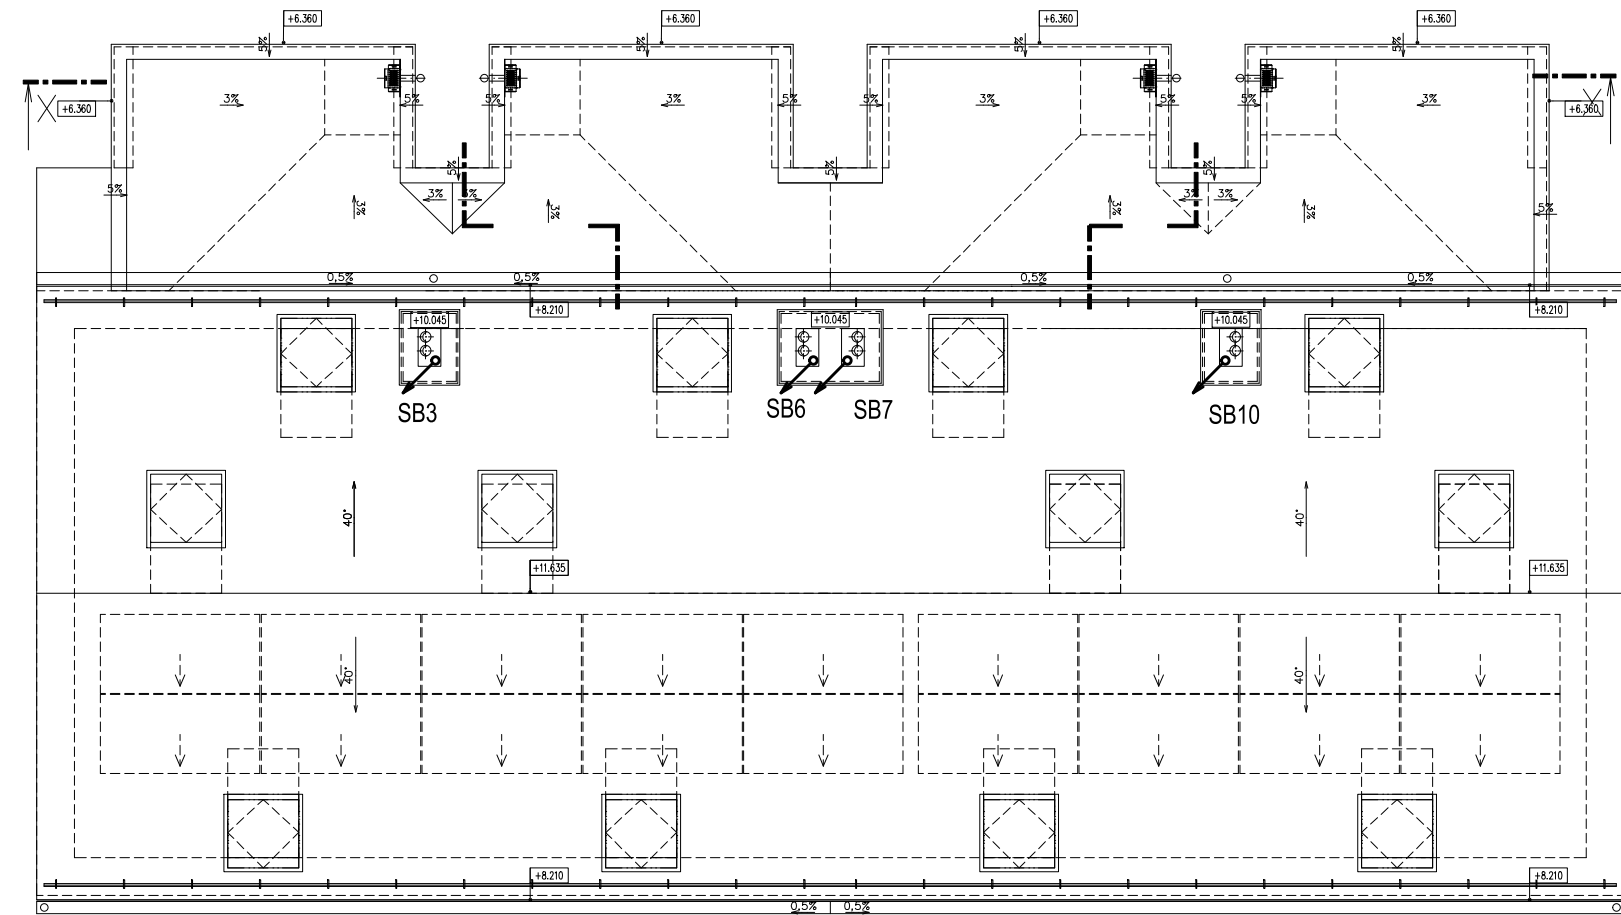 +6.360 +6.360 +6.360 +6.360
5% 5% 5% 5%
X +6.360 3% 5% 5% 3% 5% 5% 3% 5% 5% 3% +6.360
5% 5% 5%
5% 3% 3% 3% 3% 3% 3% 3% 3% 5%
0,5% 0,5% 0,5% 0,5%
+8.210 +8.210
+10.045 +10.045 +10.045
SB3 SB6 SB7 SB10
40° 40°
+11.635 +11.635
40° 40°
+8.210 +8.210
0,5% 0,5%